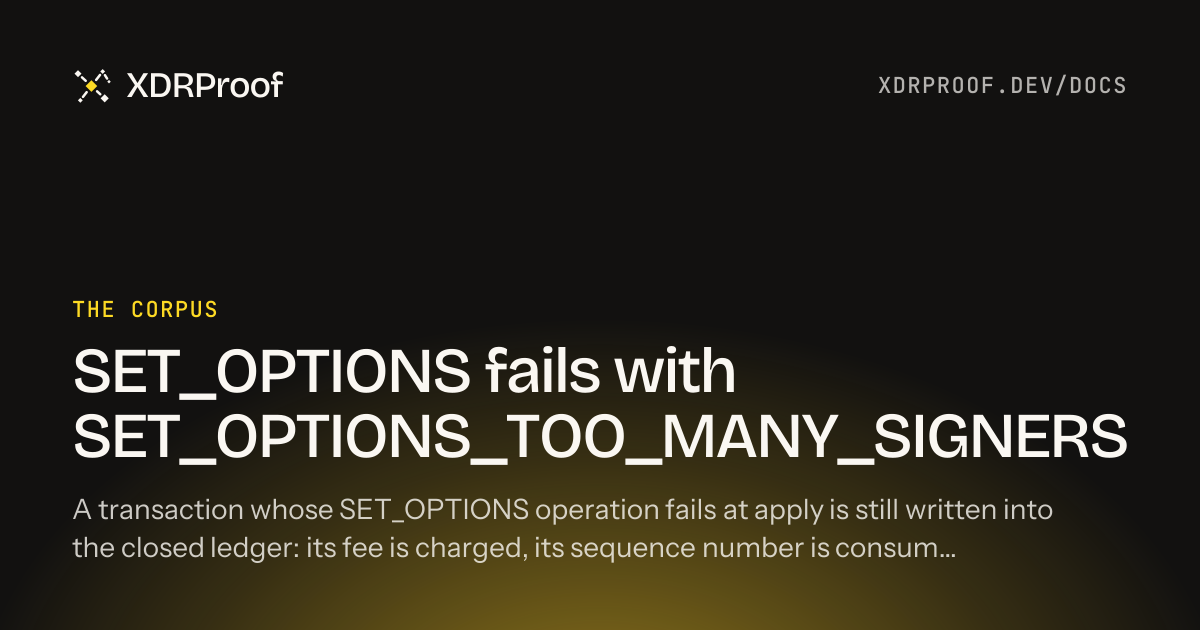 XDRProof
XDRPROOF.DEV/DOCS
THE CORPUS
SET_OPTIONS fails with
SET_OPTIONS_TOO_MANY_SIGNERS
A transaction whose SET_OPTIONS operation fails at apply is still written into
the closed ledger: its fee is charged, its sequence number is consum...